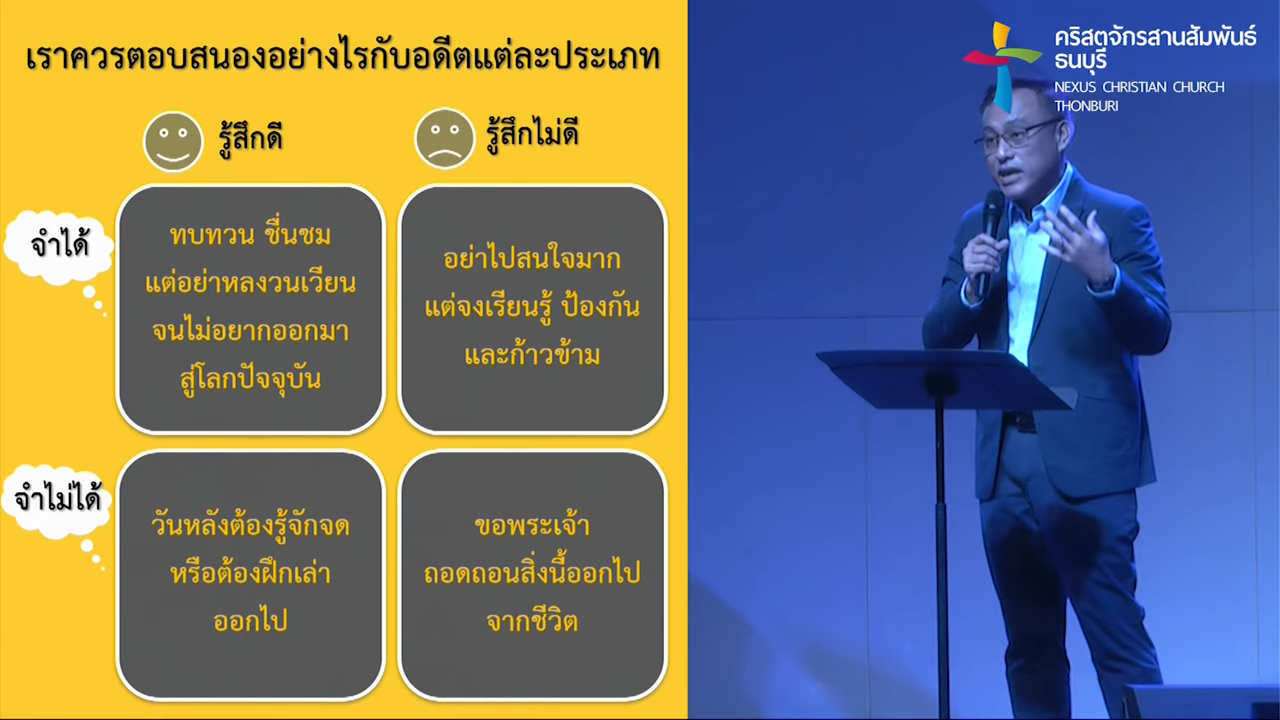 เราควรตอบสนองอย่างไรกับอดีตแต่ละประเภท
รู้สึกดี
รู้สึกไม่ดี
จำได้
ทบทวน ชื่นชม
แต่อย่าหลงวนเวียน
จนไม่อยากออกมา
สู่โลกปัจจุบัน
อย่าไปสนใจมาก
แต่จงเรียนรู้ ป้องกัน
และก้าวข้าม
จำไม่ได้
วันหลังต้องรู้จักจด
หรือต้องฝึกเล่า
ออกไป
ขอพระเจ้า
ถอดถอนสิ่งนี้ออกไป
จากชีวิต
คริสตจักรสานสัมพันธ์
ธนบุรี
NEXUS CHRISTIAN CHURCH
THONBURI